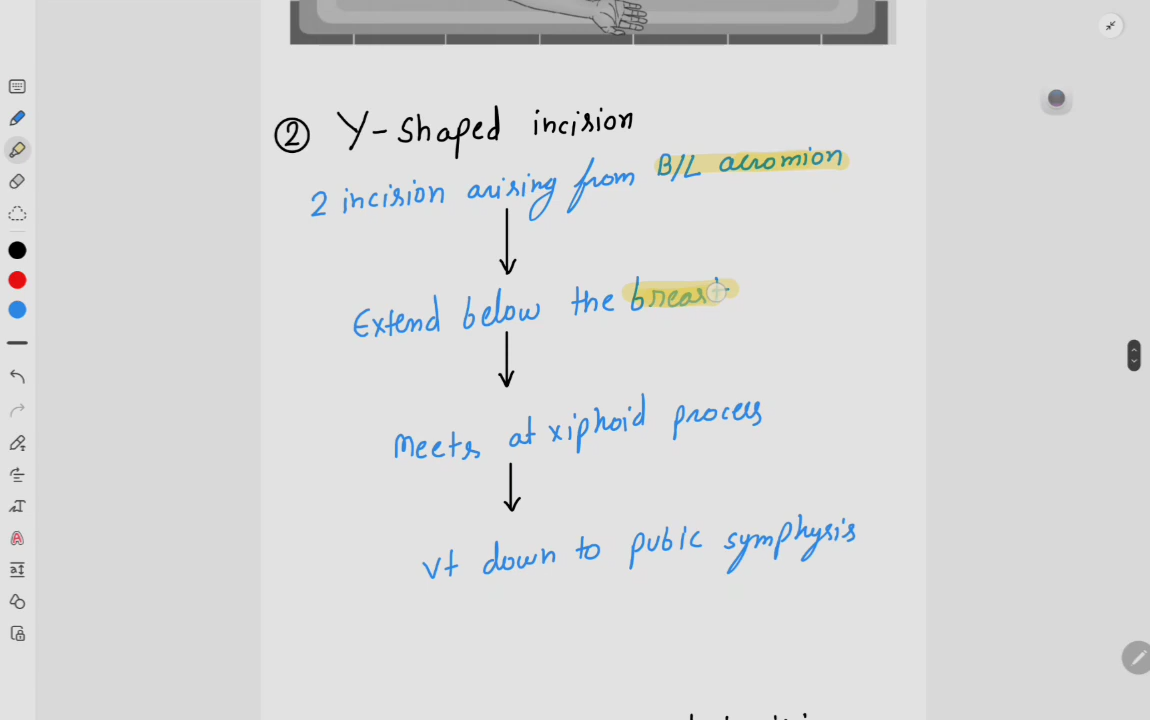 ② Y-shaped incision
2 incision arising from B/L acromion
Extend below the breast
Meets at xiphoid process
Vt down to pubic symphysis